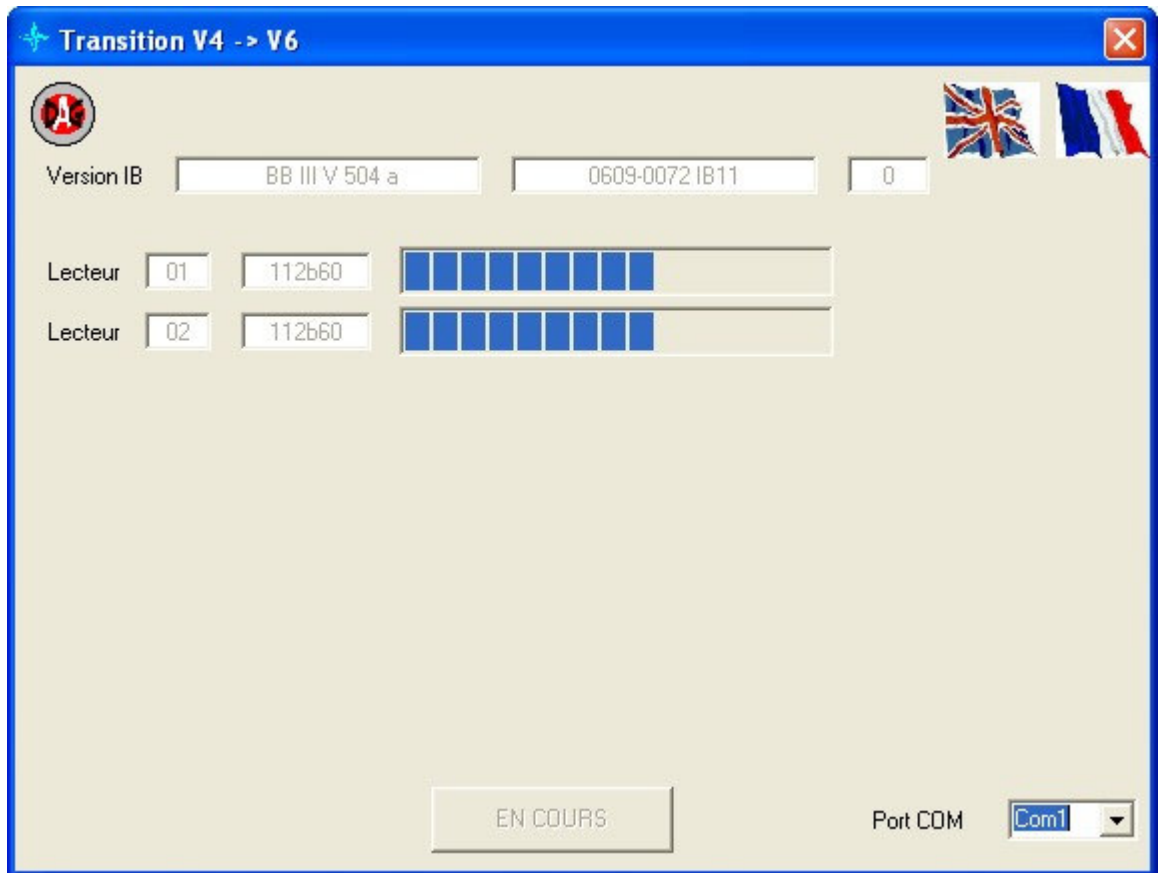 Transition V4 -> V6
DAG
Version IB BB III V 504 a 0609-0072 IB11 0
Lecteur 01 112b60
Lecteur 02 112b60
EN COURS Port COM Com1